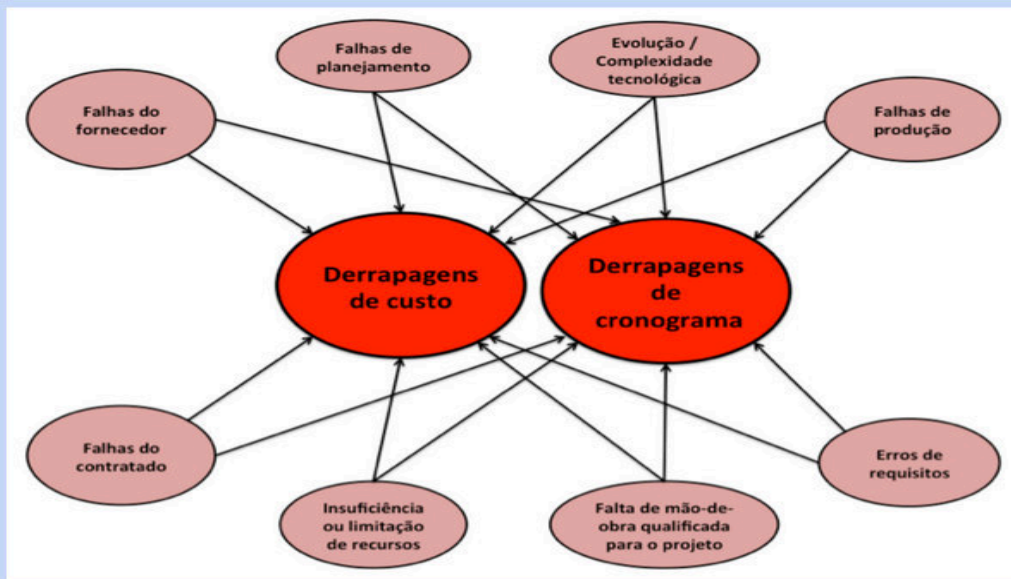 Falhas de
planejamento
Evolução /
Complexidade
tecnológica
Falhas do
fornecedor
Falhas de
produção
Derrapagens
de custo
Derrapagens
de
cronograma
Falhas do
contratado
Erros de
requisitos
Insuficiência
ou limitação
de recursos
Falta de mão-de-
obra qualificada
para o projeto